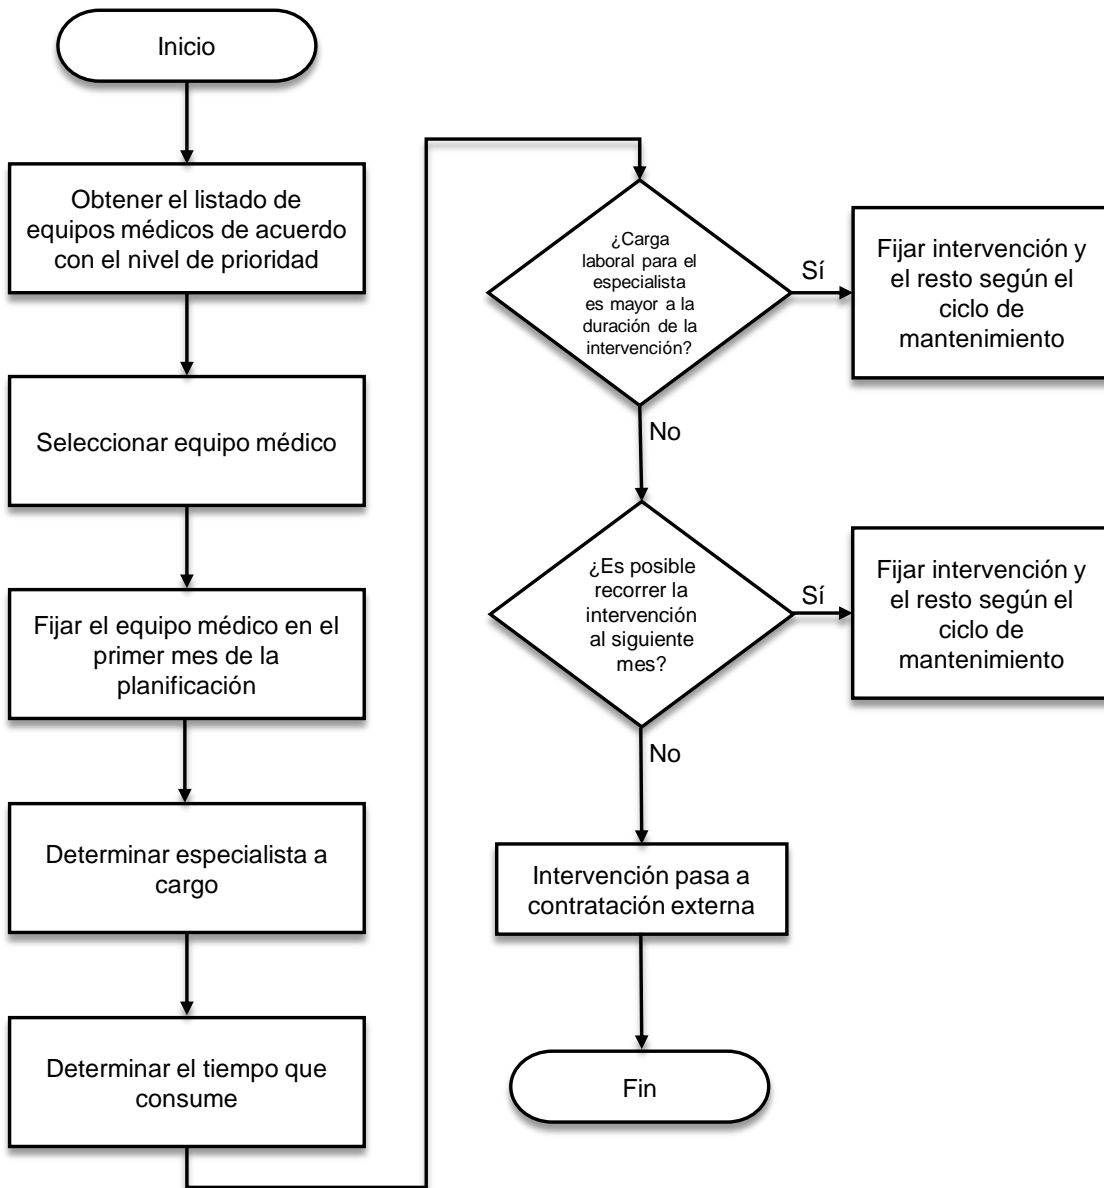 Inicio
Obtener el listado de
equipos médicos de acuerdo
con el nivel de prioridad
Seleccionar equipo médico
Fijar el equipo médico en el
primer mes de la
planificación
Determinar especialista a
cargo
Determinar el tiempo que
consume
¿Carga
laboral para el
especialista
es mayor a la
duración de la
intervención?
Sí
Fijar intervención y
el resto según el
ciclo de
mantenimiento
No
¿Es posible
recorrer la
intervención
al siguiente
mes?
Sí
Fijar intervención y
el resto según el
ciclo de
mantenimiento
No
Intervención pasa a
contratación externa
Fin